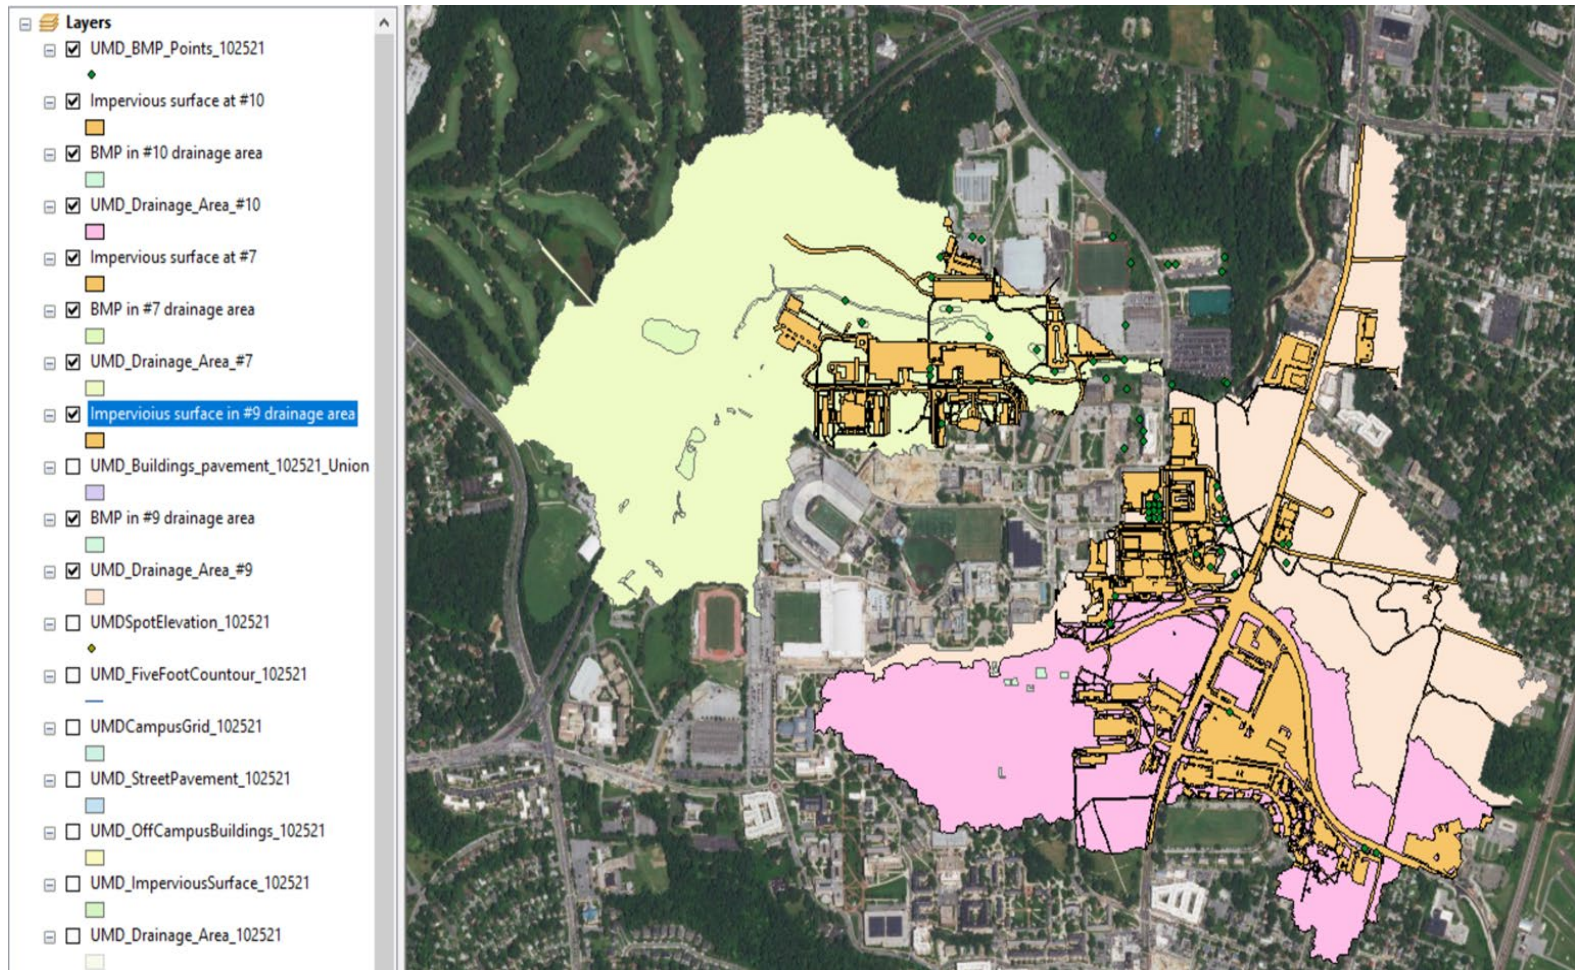 Layers
UMD_BMP_Points_102521
Impervious surface at #10
BMP in #10 drainage area
UMD_Drainage_Area_#10
Impervious surface at #7
BMP in #7 drainage area
UMD_Drainage_Area_#7
Impervioius surface in #9 drainage area
UMD_Buildings_pavement_102521_Union
BMP in #9 drainage area
UMD_Drainage_Area_#9
UMDSpotElevation_102521
UMD_FiveFootCountour_102521
UMDCampusGrid_102521
UMD_StreetPavement_102521
UMD_OffCampusBuildings_102521
UMD_ImperviousSurface_102521
UMD_Drainage_Area_102521